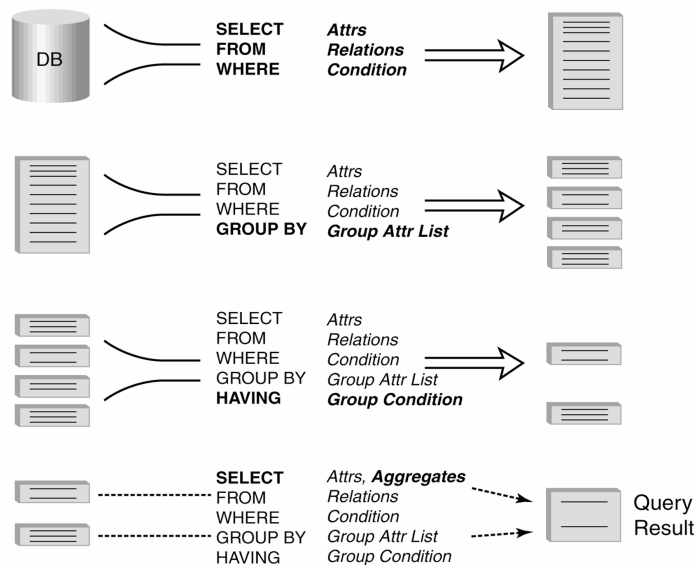 DB
SELECT Attrs
FROM Relations
WHERE Condition
SELECT Attrs
FROM Relations
WHERE Condition
GROUP BY Group Attr List
SELECT Attrs
FROM Relations
WHERE Condition
GROUP BY Group Attr List
HAVING Group Condition
SELECT Attrs, Aggregates
FROM Relations
WHERE Condition
GROUP BY Group Attr List
HAVING Group Condition
Query
Result